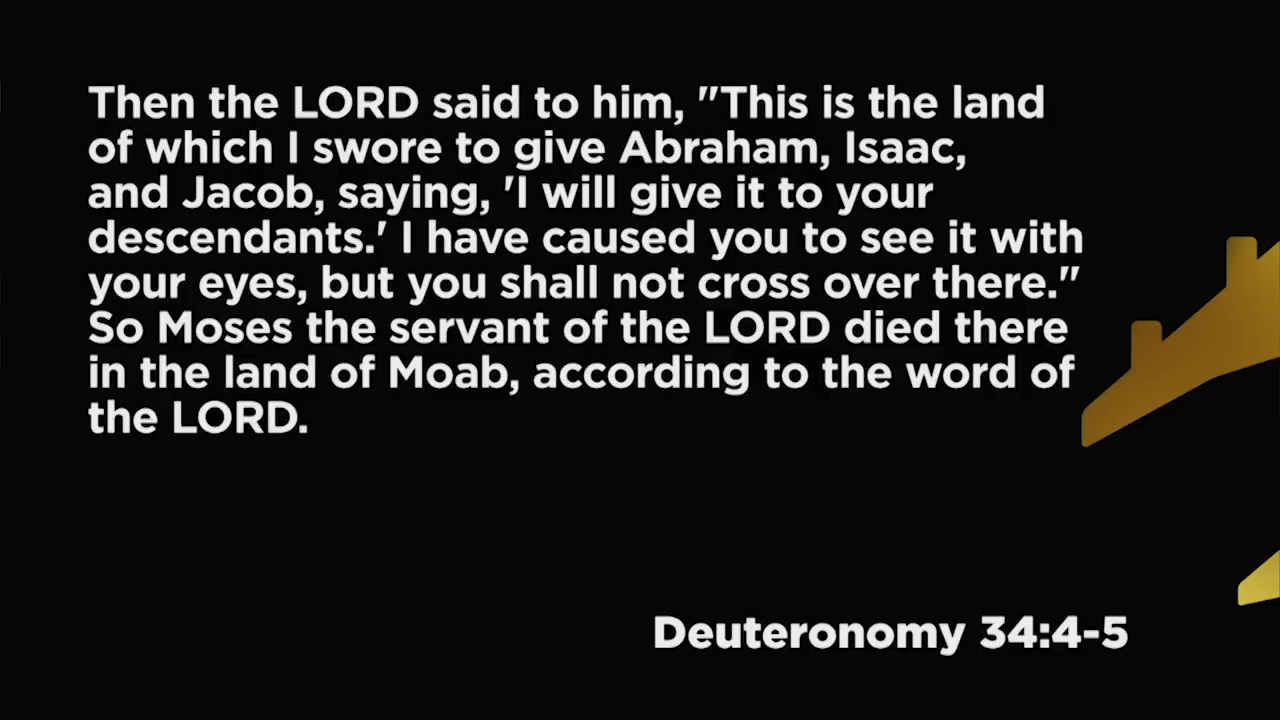 Then the LORD said to him, "This is the land
of which I swore to give Abraham, Isaac,
and Jacob, saying, 'I will give it to your
descendants.' I have caused you to see it with
your eyes, but you shall not cross over there."
So Moses the servant of the LORD died there
in the land of Moab, according to the word of
the LORD.
Deuteronomy 34:4-5